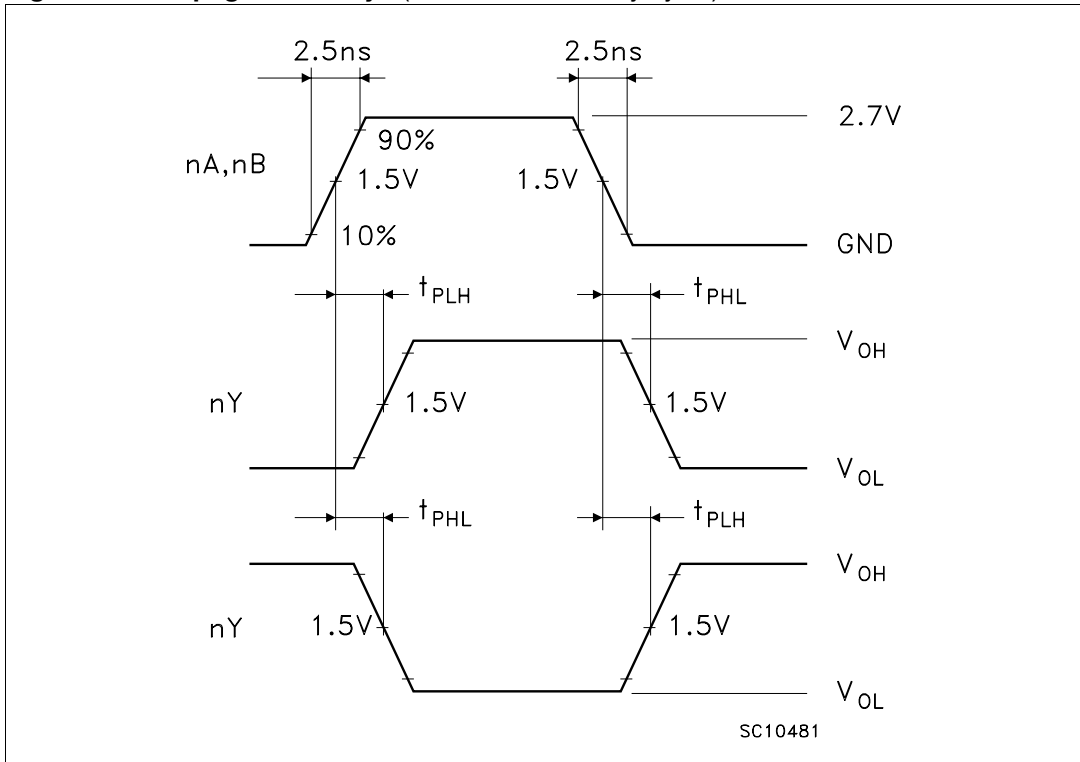 2.5ns 2.5ns
2.7V
90%
nA,nB
1.5V 1.5V
10%
GND
tPLH tPHL
VOH
nY 1.5V 1.5V
VOL
tPHL tPLH
VOH
nY 1.5V 1.5V
VOL
SC10481